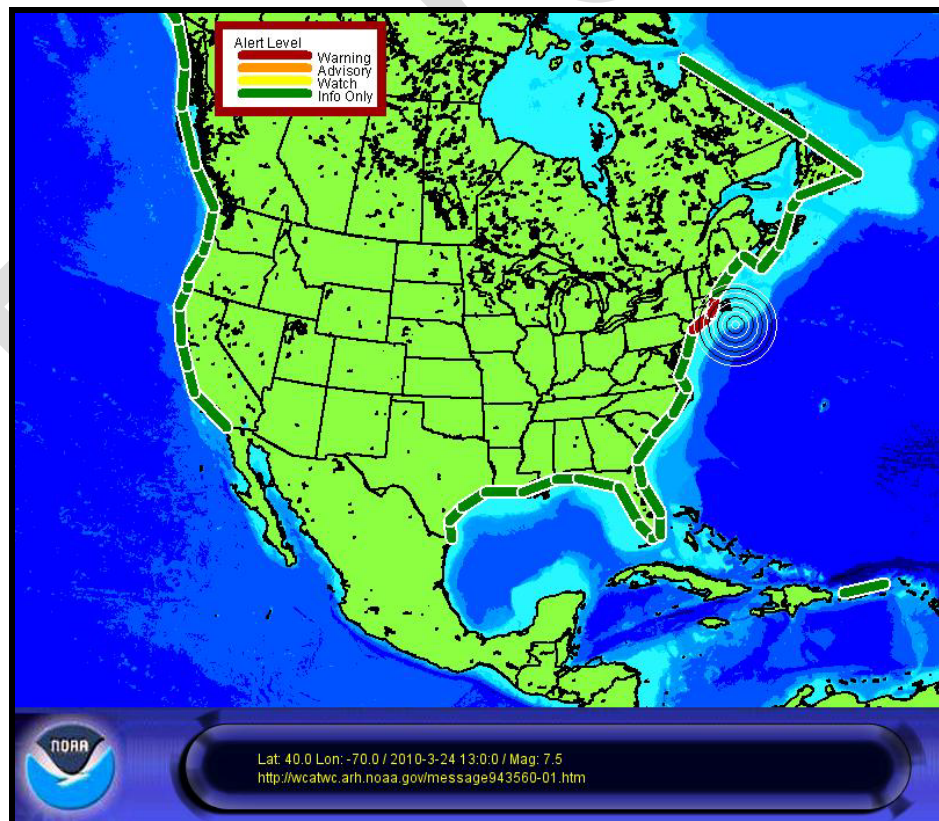 Alert Level
Warning
Advisory
Watch
Info Only
NOAA
Lat: 40.0 Lon: -70.0 / 2010-3-24 13:0:0 / Mag: 7.5
http://wcatwc.arh.noaa.gov/message943560-01.htm